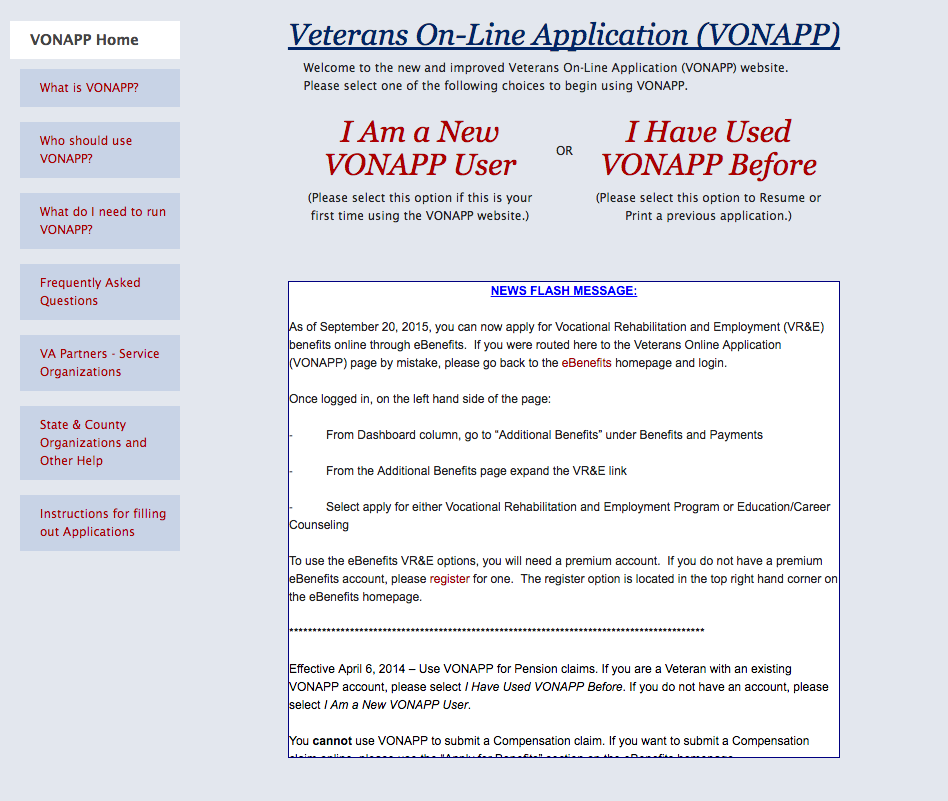 VONAPP Home
What is VONAPP?
Who should use
VONAPP?
What do I need to run
VONAPP?
Frequently Asked
Questions
VA Partners - Service
Organizations
State & County
Organizations and
Other Help
Instructions for filling
out Applications
Veterans On-Line Application (VONAPP)
Welcome to the new and improved Veterans On-Line Application (VONAPP) website.
Please select one of the following choices to begin using VONAPP.
I Am a New
VONAPP User
(Please select this option if this is your
first time using the VONAPP website.)
OR
I Have Used
VONAPP Before
(Please select this option to Resume or
Print a previous application.)
NEWS FLASH MESSAGE:
As of September 20, 2015, you can now apply for Vocational Rehabilitation and Employment (VR&E)
benefits online through eBenefits.  If you were routed here to the Veterans Online Application
(VONAPP) page by mistake, please go back to the eBenefits homepage and login.
Once logged in, on the left hand side of the page:
- From Dashboard column, go to “Additional Benefits” under Benefits and Payments
- From the Additional Benefits page expand the VR&E link
- Select apply for either Vocational Rehabilitation and Employment Program or Education/Career
Counseling
To use the eBenefits VR&E options, you will need a premium account.  If you do not have a premium
eBenefits account, please register for one.  The register option is located in the top right hand corner on
the eBenefits homepage.
*****************************************************************************************
Effective April 6, 2014 – Use VONAPP for Pension claims. If you are a Veteran with an existing
VONAPP account, please select I Have Used VONAPP Before. If you do not have an account, please
select I Am a New VONAPP User.
You cannot use VONAPP to submit a Compensation claim. If you want to submit a Compensation
claim online, please use the “Apply for Benefits” section on the eBenefits homepage.